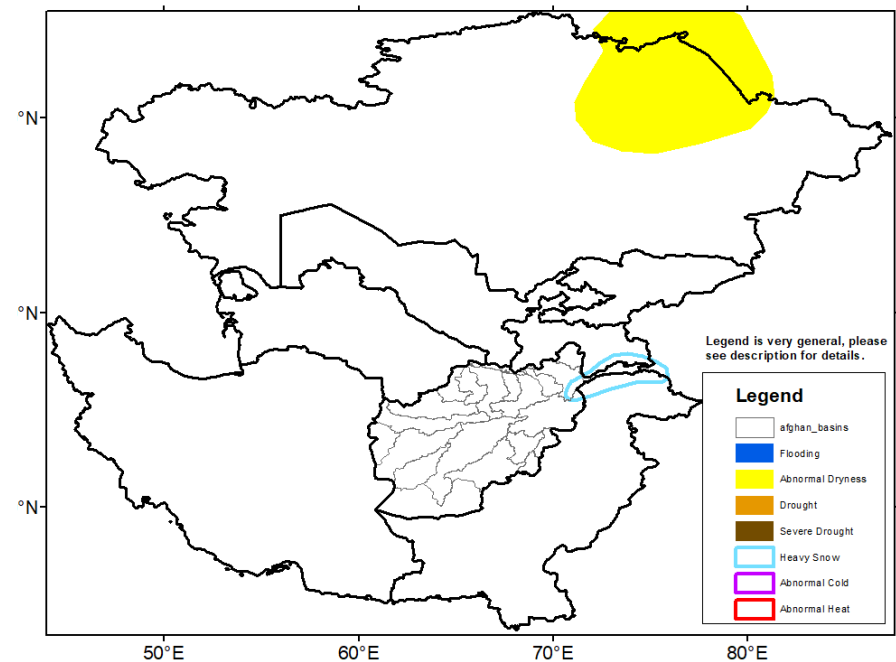 °N
°N
°N
Legend is very general, please
see description for details.
Legend
afghan_basins
Flooding
Abnormal Dryness
Drought
Severe Drought
Heavy Snow
Abnormal Cold
Abnormal Heat
50°E
60°E
70°E
80°E